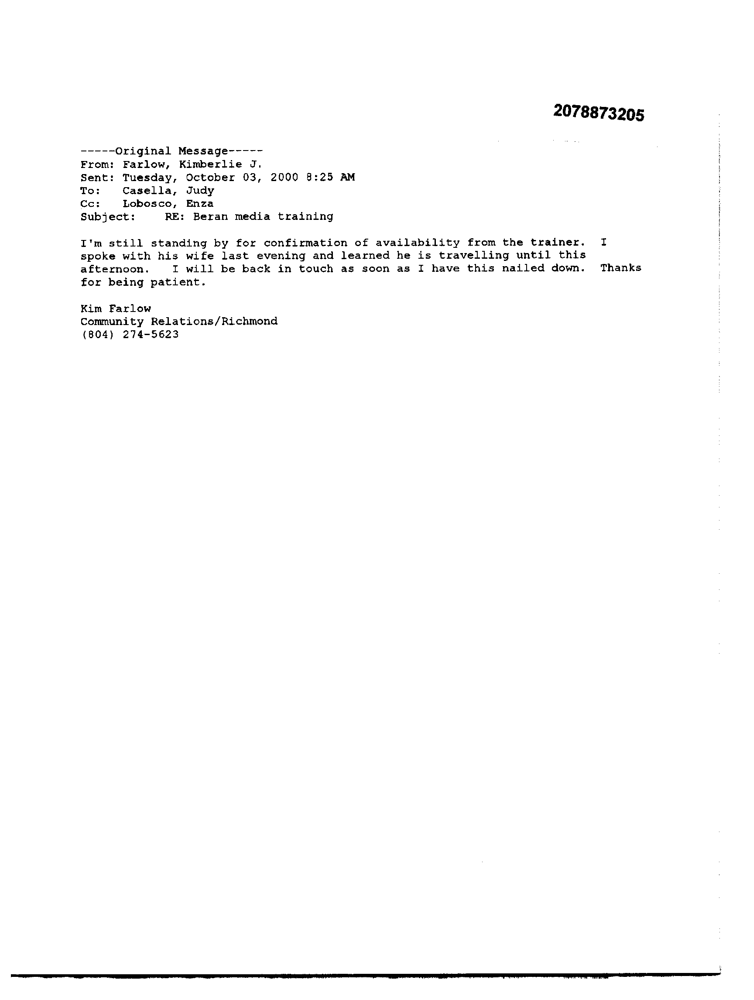 2078873205
-----Original Message-----
From: Farlow, Kimberlie J.
Sent: Tuesday, October 03, 2000 8:25 AM
To:   Casella, Judy
Cc:   Lobosco, Enza
Subject:    RE: Beran media training
I'm still standing by for confirmation of availability from the trainer.  I
spoke with his wife last evening and learned he is travelling until this
afternoon.   I will be back in touch as soon as I have this nailed down.  Thanks
for being patient.
Kim Farlow
Community Relations/Richmond
(804) 274-5623